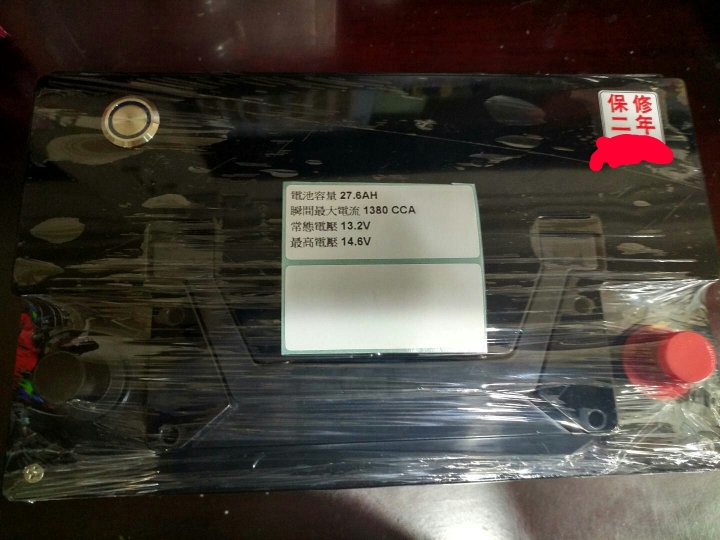 保修
二年
電池容量 27.6AH
瞬間最大電流 1380 CCA
常態電壓 13.2V
最高電壓 14.6V